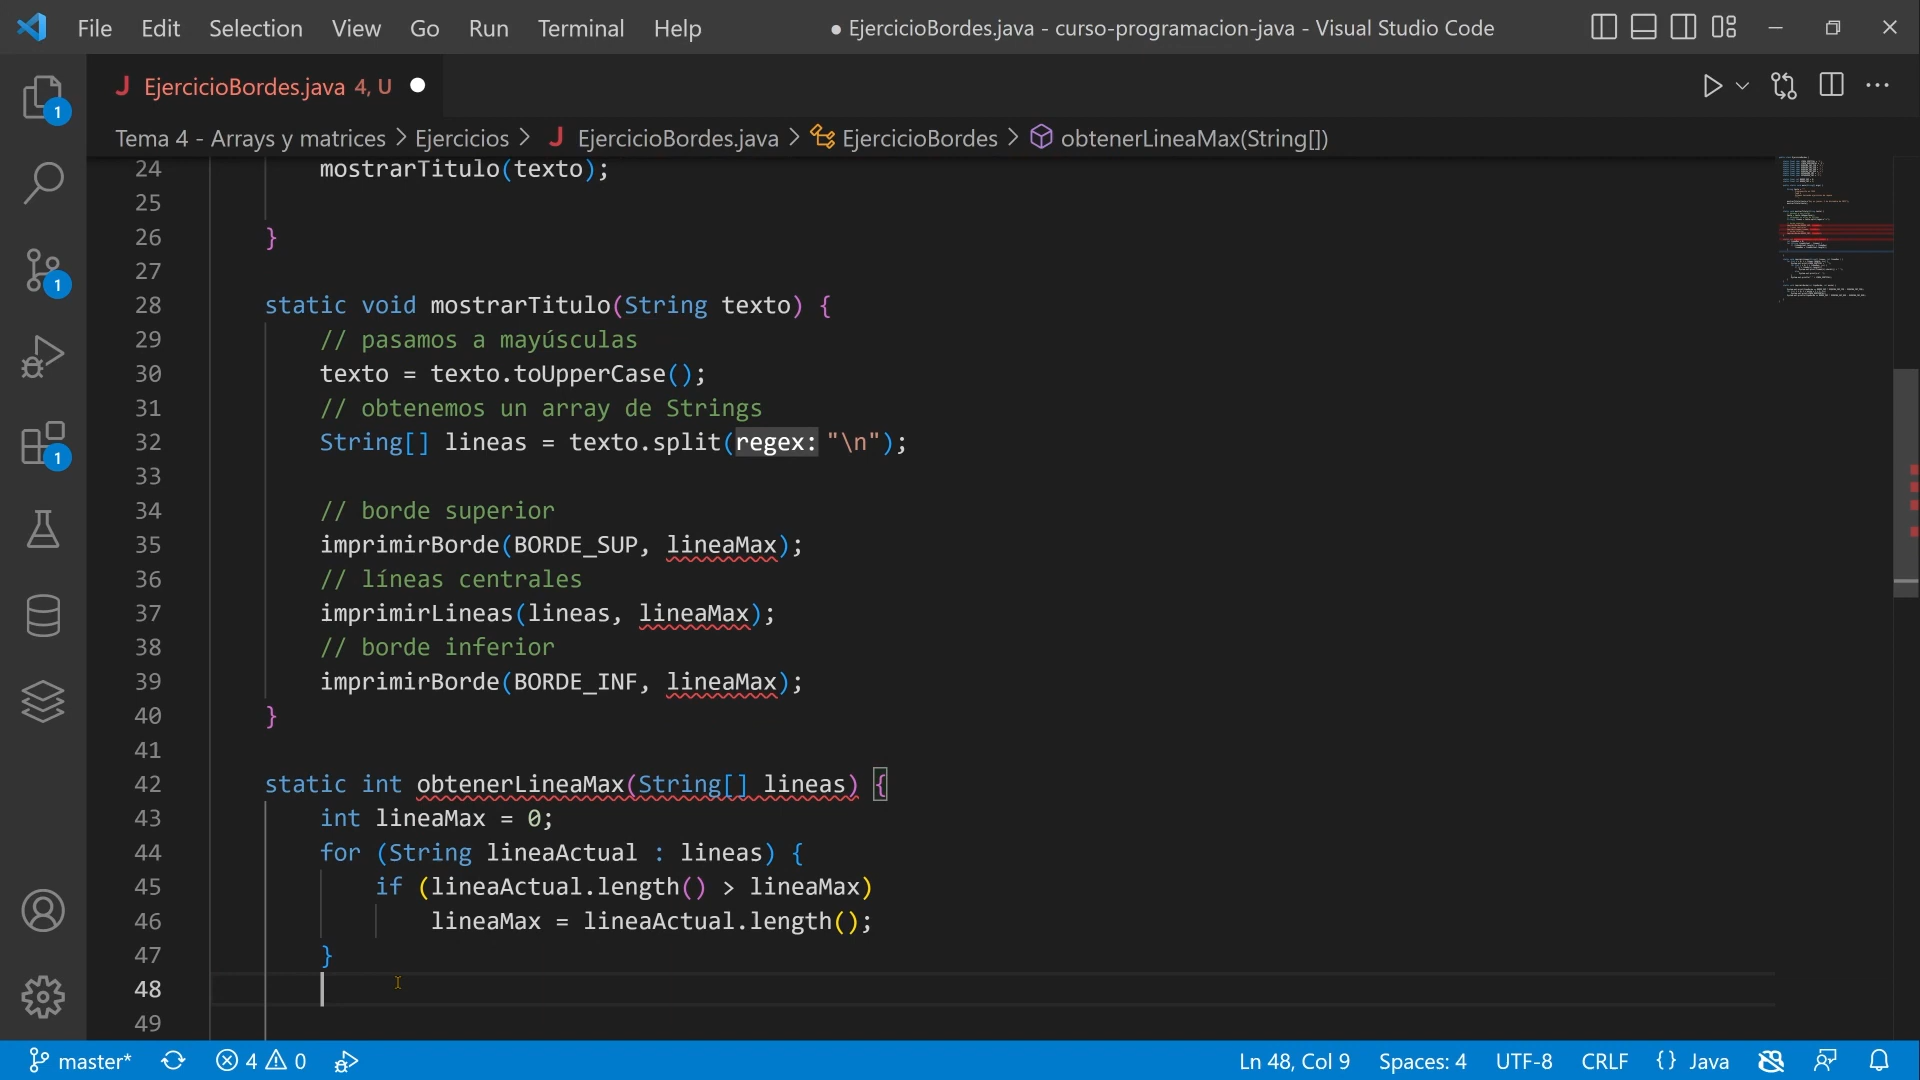 File Edit Selection View Go Run Terminal Help ● EjercicioBordes.java - curso-programacion-java - Visual Studio Code
J EjercicioBordes.java 4, U ●
Tema 4 - Arrays y matrices > Ejercicios > J EjercicioBordes.java > EjercicioBordes > obtenerLineaMax(String[])
24 mostrarTitulo(texto);
25
26 }
27
28 static void mostrarTitulo(String texto) {
29 // pasamos a mayúsculas
30 texto = texto.toUpperCase();
31 // obtenemos un array de Strings
32 String[] lineas = texto.split(regex: "\n");
33
34 // borde superior
35 imprimirBorde(BORDE_SUP, lineaMax);
36 // líneas centrales
37 imprimirLineas(lineas, lineaMax);
38 // borde inferior
39 imprimirBorde(BORDE_INF, lineaMax);
40 }
41
42 static int obtenerLineaMax(String[] lineas) {
43 int lineaMax = 0;
44 for (String lineaActual : lineas) {
45 if (lineaActual.length() > lineaMax)
46 lineaMax = lineaActual.length();
47 }
48
49
1
1
1
master* 4 0 Ln 48, Col 9 Spaces: 4 UTF-8 CRLF {} Java